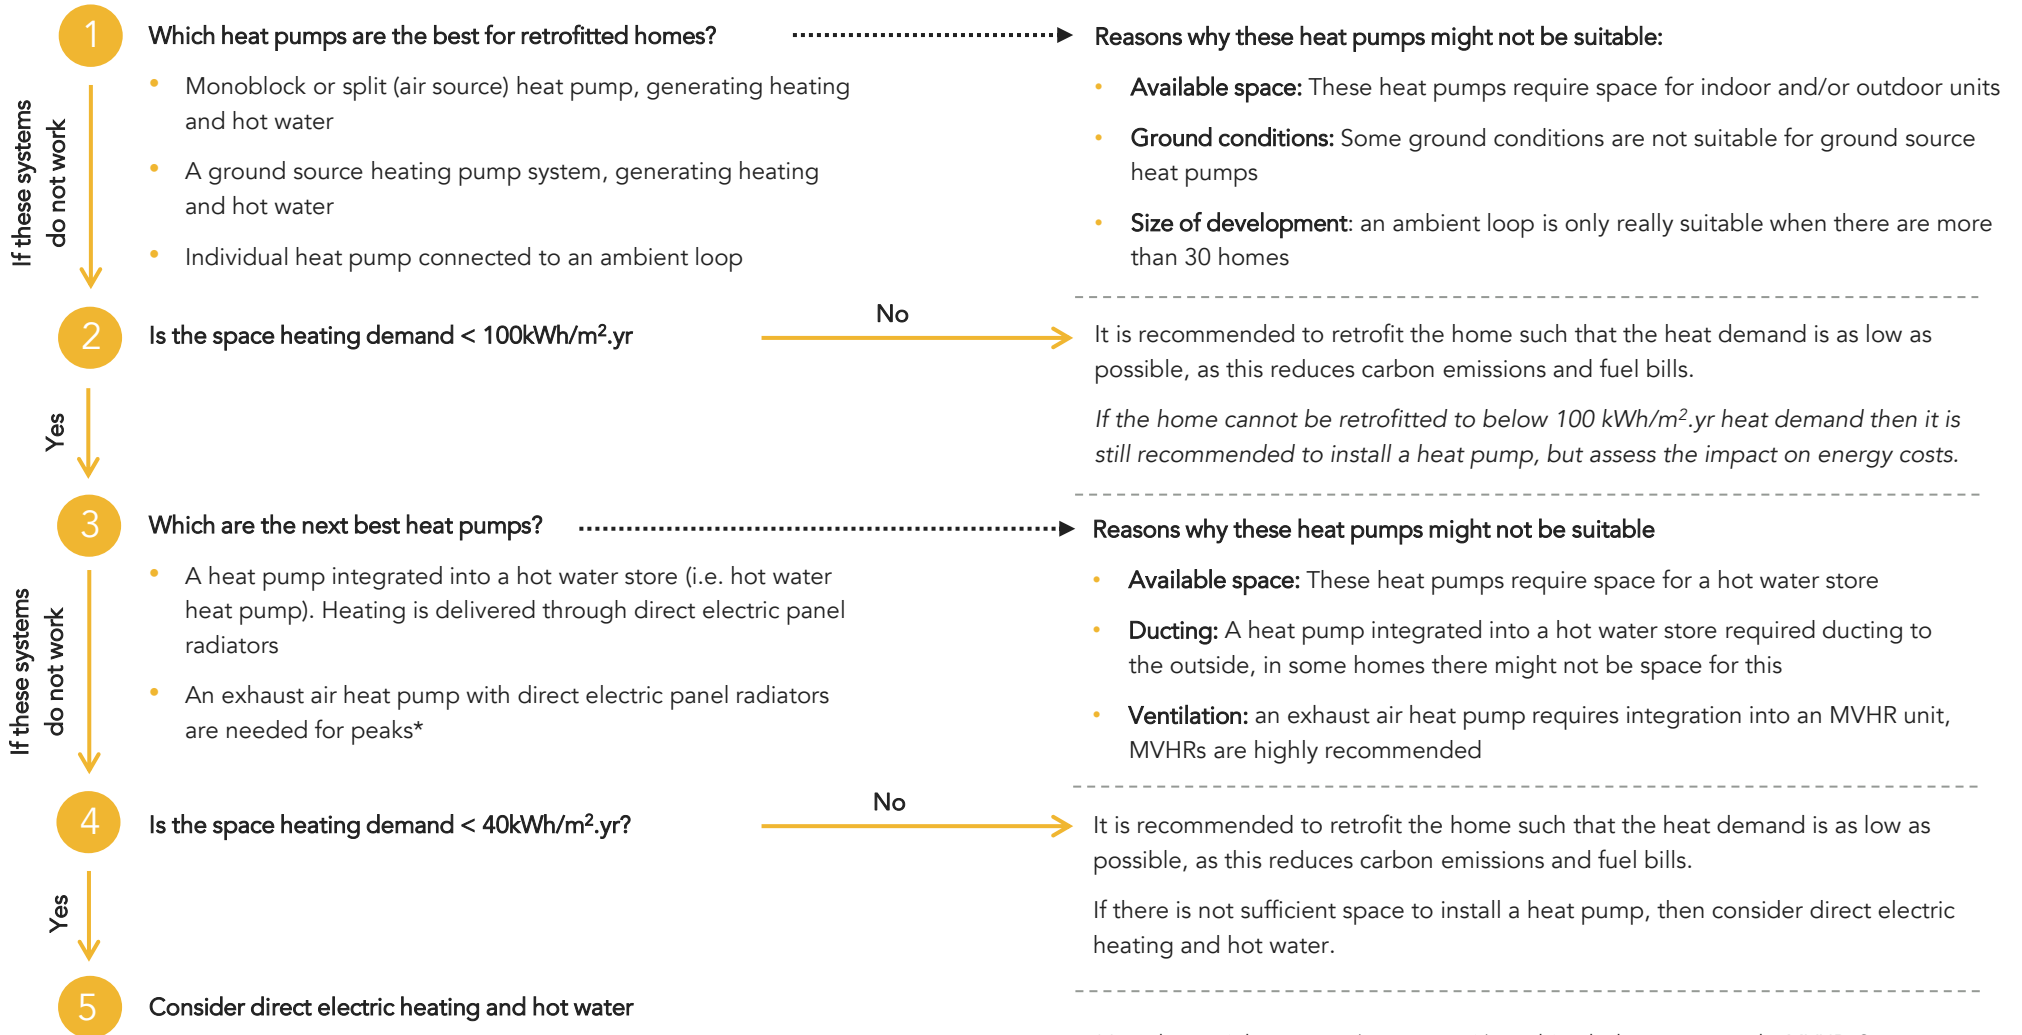 1
Which heat pumps are the best for retrofitted homes?
Monoblock or split (air source) heat pump, generating heating
and hot water
A ground source heating pump system, generating heating
and hot water
Individual heat pump connected to an ambient loop
Reasons why these heat pumps might not be suitable:
Available space: These heat pumps require space for indoor and/or outdoor units
Ground conditions: Some ground conditions are not suitable for ground source
heat pumps
Size of development: an ambient loop is only really suitable when there are more
than 30 homes
If these systems
do not work
2
Is the space heating demand < 100kWh/m².yr
No
It is recommended to retrofit the home such that the heat demand is as low as
possible, as this reduces carbon emissions and fuel bills.
If the home cannot be retrofitted to below 100 kWh/m².yr heat demand then it is
still recommended to install a heat pump, but assess the impact on energy costs.
Yes
3
Which are the next best heat pumps?
A heat pump integrated into a hot water store (i.e. hot water
heat pump). Heating is delivered through direct electric panel
radiators
An exhaust air heat pump with direct electric panel radiators
are needed for peaks*
Reasons why these heat pumps might not be suitable
Available space: These heat pumps require space for a hot water store
Ducting: A heat pump integrated into a hot water store required ducting to
the outside, in some homes there might not be space for this
Ventilation: an exhaust air heat pump requires integration into an MVHR unit,
MVHRs are highly recommended
If these systems
do not work
4
Is the space heating demand < 40kWh/m².yr?
No
It is recommended to retrofit the home such that the heat demand is as low as
possible, as this reduces carbon emissions and fuel bills.
If there is not sufficient space to install a heat pump, then consider direct electric
heating and hot water.
Yes
5
Consider direct electric heating and hot water